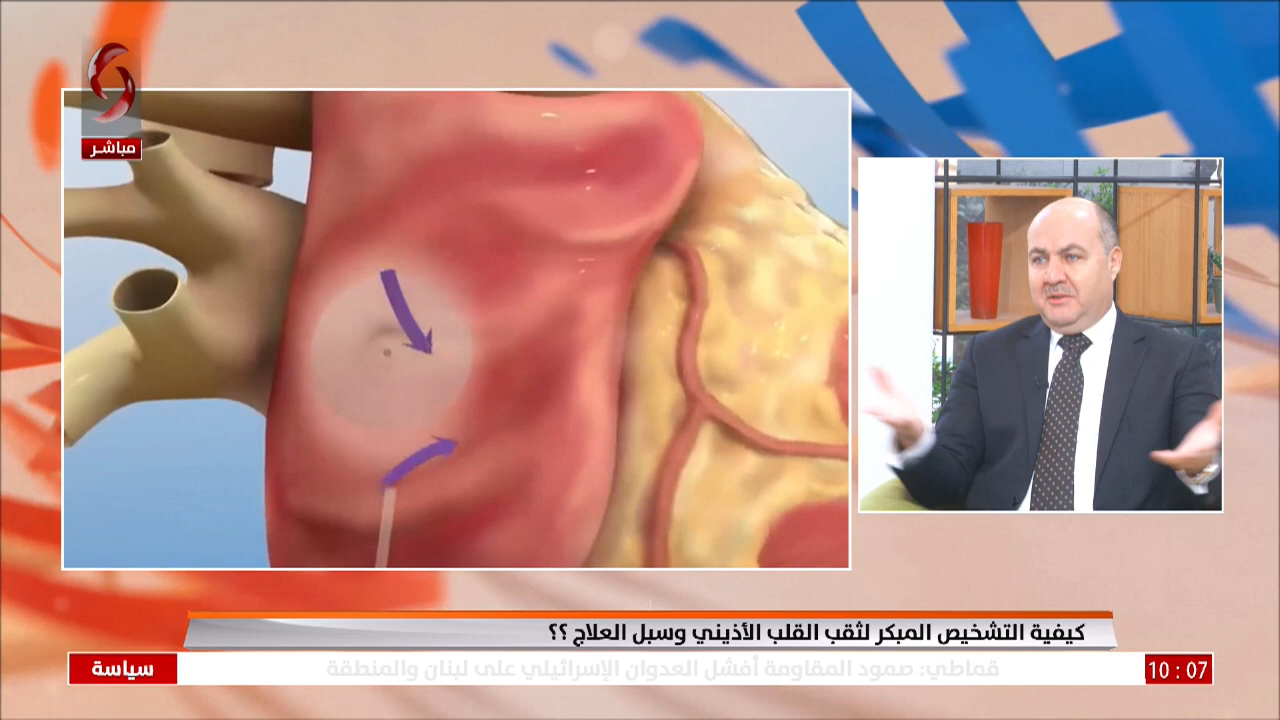 مباشر
كيفية التشخيص المبكر لثقب القلب الأذيني وسبل العلاج ؟؟
سياسة
قماطي: صمود المقاومة أفشل العدوان الإسرائيلي على لبنان والمنطقة
10 : 07